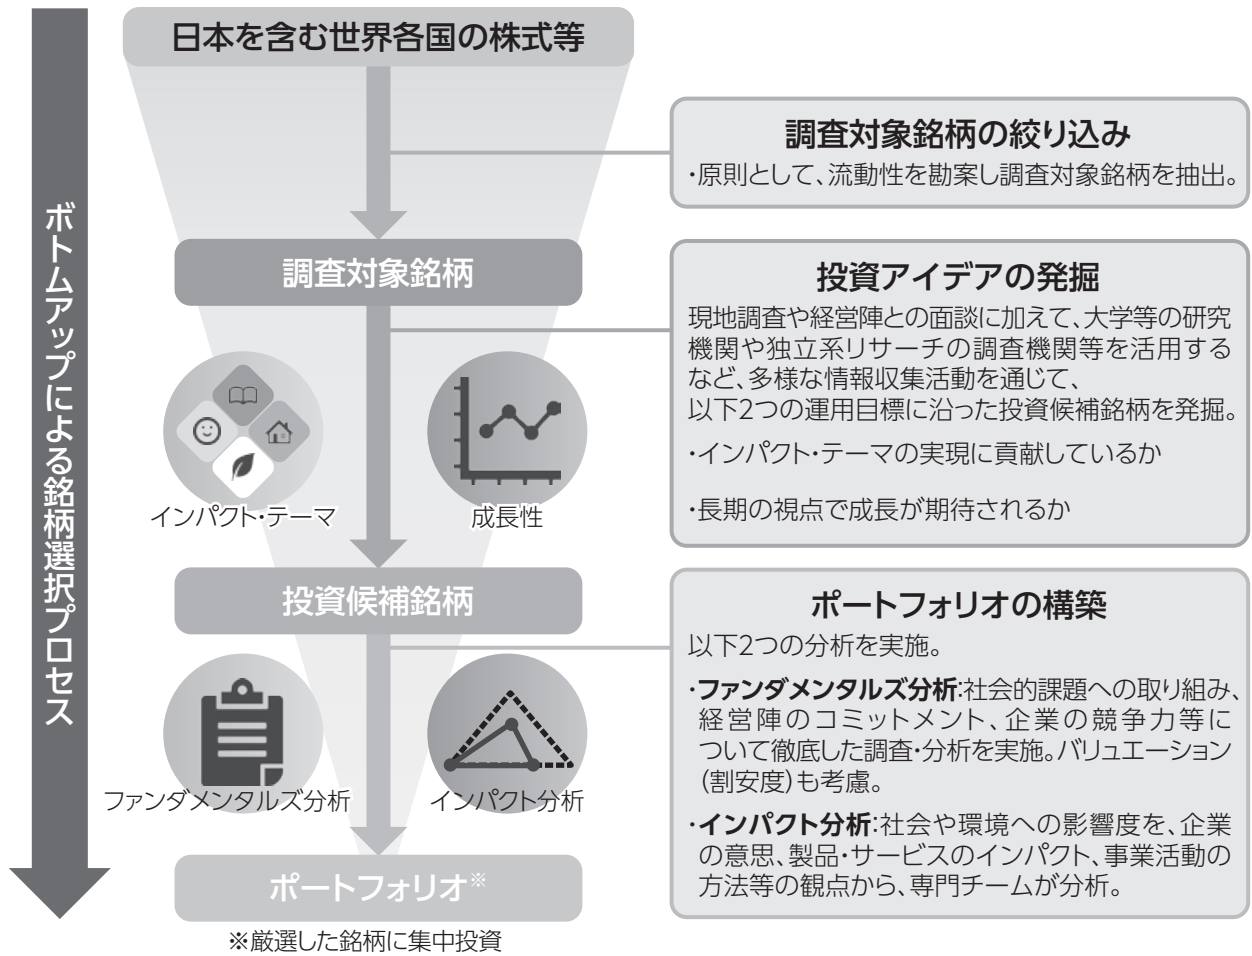 ボトムアップによる銘柄選択プロセス
日本を含む世界各国の株式等
調査対象銘柄の絞り込み
・原則として、流動性を勘案し調査対象銘柄を抽出。
調査対象銘柄
投資アイデアの発掘
現地調査や経営陣との面談に加えて、大学等の研究
機関や独立系リサーチの調査機関等を活用する
など、多様な情報収集活動を通じて、
以下2つの運用目標に沿った投資候補銘柄を発掘。
・インパクト・テーマの実現に貢献しているか
・長期の視点で成長が期待されるか
インパクト・テーマ
成長性
投資候補銘柄
ポートフォリオの構築
以下2つの分析を実施。
・ファンダメンタルズ分析:社会的課題への取り組み、
経営陣のコミットメント、企業の競争力等に
ついて徹底した調査・分析を実施。バリュエーション
(割安度)も考慮。
・インパクト分析:社会や環境への影響度を、企業
の意思、製品・サービスのインパクト、事業活動の
方法等の観点から、専門チームが分析。
ファンダメンタルズ分析
インパクト分析
ポートフォリオ※
※厳選した銘柄に集中投資